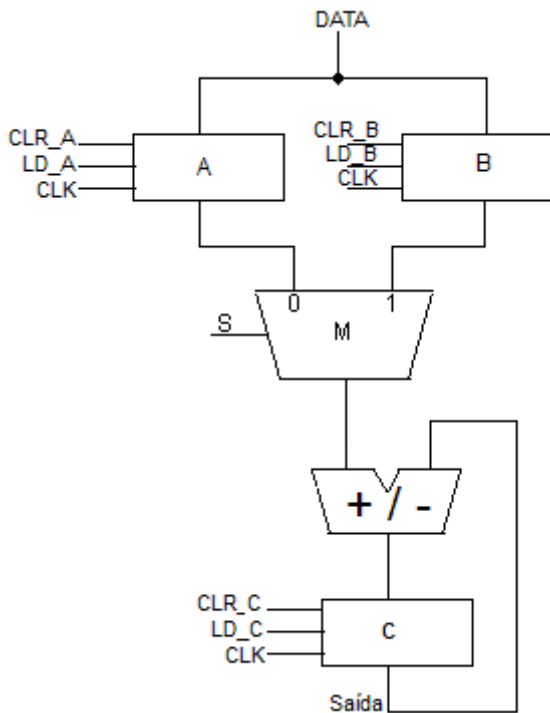 DATA
CLR_A
LD_A
CLK
A
CLR_B
LD_B
CLK
B
0 1
S
M
+ / -
CLR_C
LD_C
CLK
C
Saída